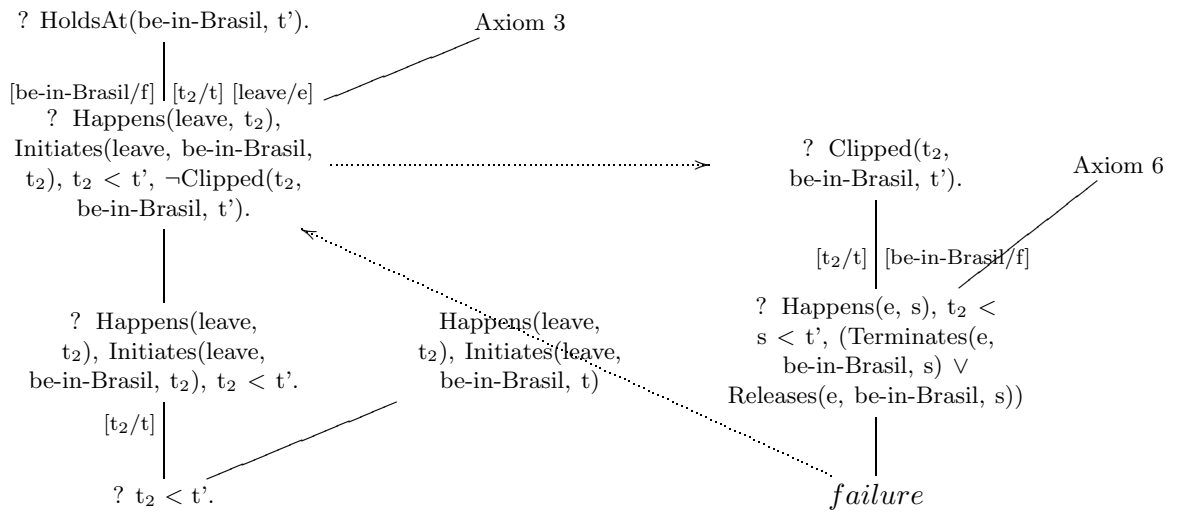 ? HoldsAt(be-in-Brasil, t’).
Axiom 3
[be-in-Brasil/f] [t₂/t] [leave/e]
? Happens(leave, t₂),
Initiates(leave, be-in-Brasil,
t₂), t₂ < t’, ¬Clipped(t₂,
be-in-Brasil, t’).
? Clipped(t₂,
be-in-Brasil, t’).
Axiom 6
[t₂/t] [be-in-Brasil/f]
? Happens(e, s), t₂ <
s < t’, (Terminates(e,
be-in-Brasil, s) ∨
Releases(e, be-in-Brasil, s))
? Happens(leave,
t₂), Initiates(leave,
be-in-Brasil, t₂), t₂ < t’.
Happens(leave,
t₂), Initiates(leave,
be-in-Brasil, t)
[t₂/t]
? t₂ < t’.
failure